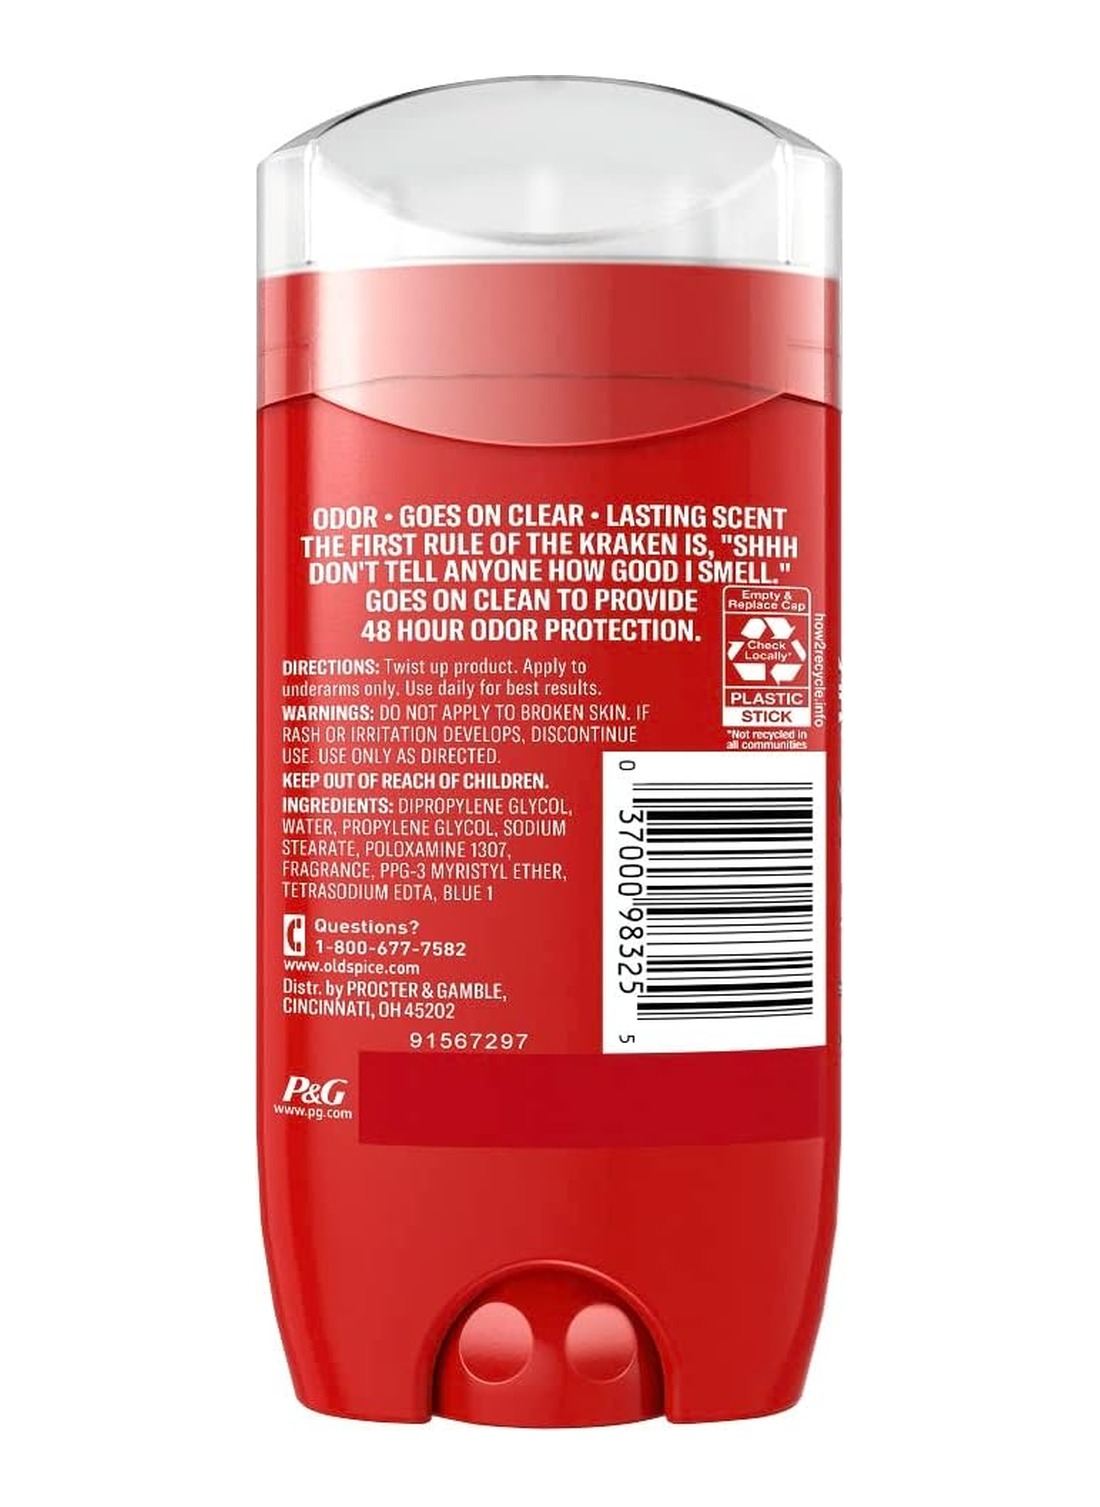 ODOR • GOES ON CLEAR • LASTING SCENT
THE FIRST RULE OF THE KRAKEN IS, "SHHH
DON'T TELL ANYONE HOW GOOD I SMELL."
GOES ON CLEAN TO PROVIDE
48 HOUR ODOR PROTECTION.
Empty &
Replace Cap
Check
Locally*
PLASTIC
STICK
*Not recycled in
all communities
how2recycle.info
DIRECTIONS: Twist up product. Apply to
underarms only. Use daily for best results.
WARNINGS: DO NOT APPLY TO BROKEN SKIN. IF
RASH OR IRRITATION DEVELOPS, DISCONTINUE
USE. USE ONLY AS DIRECTED.
KEEP OUT OF REACH OF CHILDREN.
INGREDIENTS: DIPROPYLENE GLYCOL,
WATER, PROPYLENE GLYCOL, SODIUM
STEARATE, POLOXAMINE 1307,
FRAGRANCE, PPG-3 MYRISTYL ETHER,
TETRASODIUM EDTA, BLUE 1
Questions?
1-800-677-7582
www.oldspice.com
Distr. by PROCTER & GAMBLE,
CINCINNATI, OH 45202
91567297
0 37000 98325 5
P&G
www.pg.com